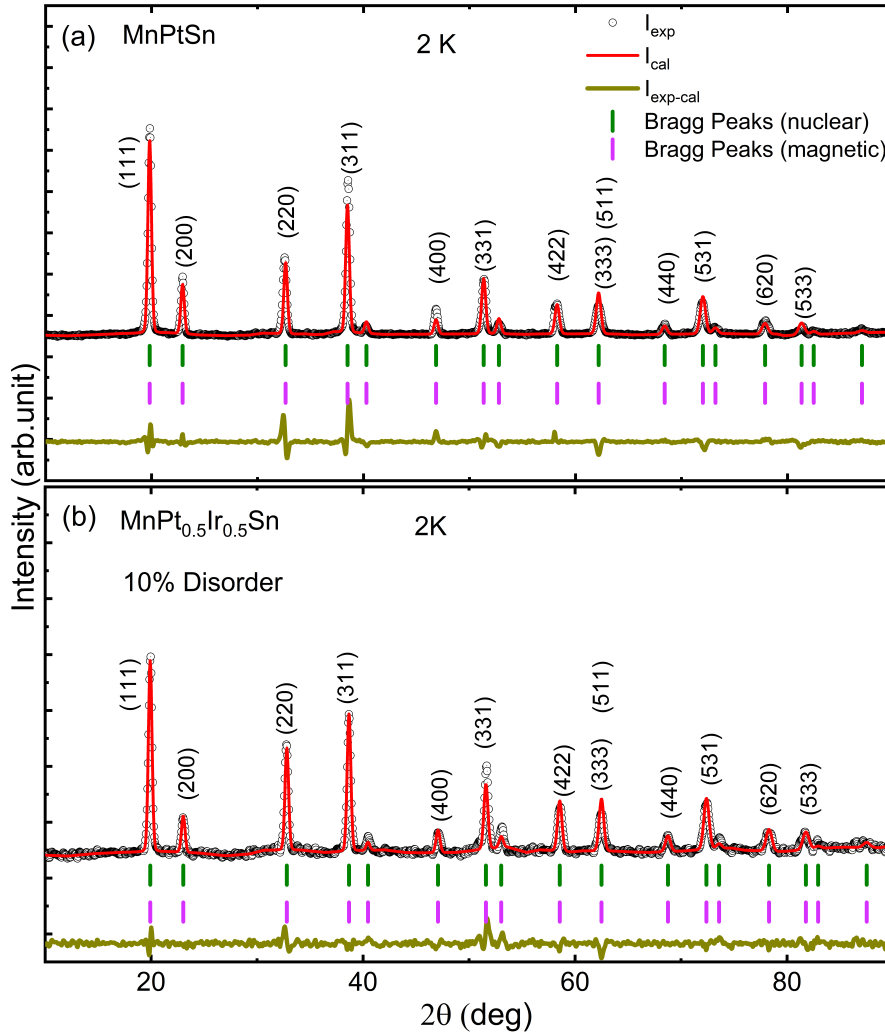 (a) MnPtSn 2 K
I_exp
I_cal
I_exp-cal
Bragg Peaks (nuclear)
Bragg Peaks (magnetic)
(111)
(200)
(220)
(311)
(400)
(331)
(422)
(333) (511)
(440)
(531)
(620)
(533)
Intensity (arb.unit)
(b) MnPt₀.₅Ir₀.₅Sn 2K
10% Disorder
(111)
(200)
(220)
(311)
(400)
(331)
(422)
(333) (511)
(440)
(531)
(620)
(533)
20 40 60 80
2θ (deg)